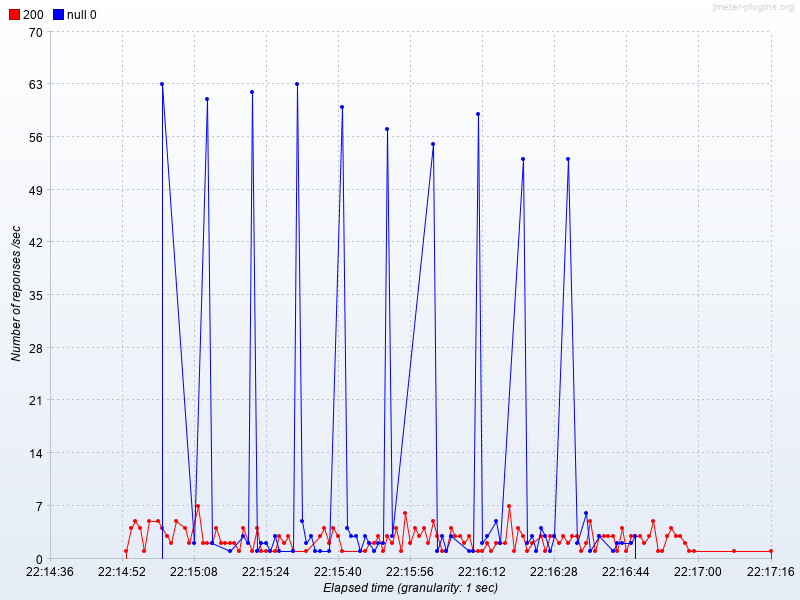 200 null 0
jmeter-plugins.org
70
63
56
49
42
35
28
21
14
7
0
Number of reponses /sec
22:14:36 22:14:52 22:15:08 22:15:24 22:15:40 22:15:56 22:16:12 22:16:28 22:16:44 22:17:00 22:17:16
Elapsed time (granularity: 1 sec)